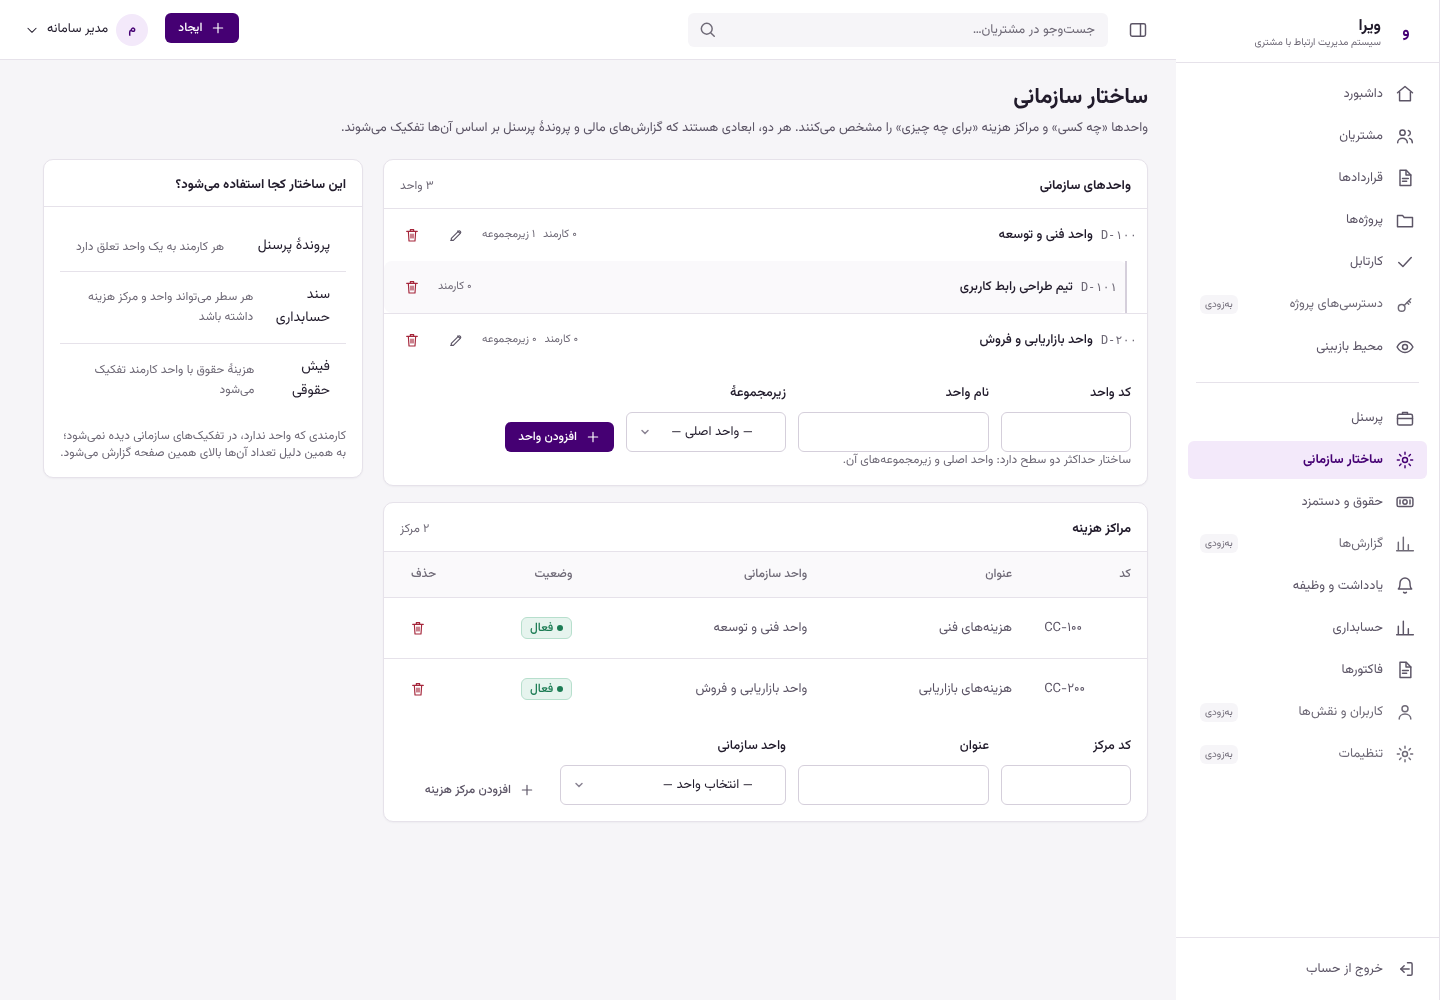 ویرا
سیستم مدیریت ارتباط با مشتری
و
داشبورد
مشتریان
قراردادها
پروژه‌ها
کارتابل
دسترسی‌های پروژه
به‌زودی
محیط بازبینی
پرسنل
ساختار سازمانی
حقوق و دستمزد
گزارش‌ها
به‌زودی
یادداشت و وظیفه
حسابداری
فاکتورها
کاربران و نقش‌ها
به‌زودی
تنظیمات
به‌زودی
خروج از حساب
جست‌وجو در مشتریان...
ایجاد
م
مدیر سامانه
ساختار سازمانی
واحدها «چه کسی» و مراکز هزینه «برای چه چیزی» را مشخص می‌کنند. هر دو، ابعادی هستند که گزارش‌های مالی و پروندهٔ پرسنل بر اساس آن‌ها تفکیک می‌شوند.
واحدهای سازمانی
۳ واحد
D-۱۰۰ واحد فنی و توسعه
۰ کارمند ۱ زیرمجموعه
D-۱۰۱ تیم طراحی رابط کاربری
۰ کارمند
D-۲۰۰ واحد بازاریابی و فروش
۰ کارمند ۰ زیرمجموعه
کد واحد
نام واحد
زیرمجموعهٔ
— واحد اصلی —
افزودن واحد
ساختار حداکثر دو سطح دارد: واحد اصلی و زیرمجموعه‌های آن.
مراکز هزینه
۲ مرکز
کد عنوان واحد سازمانی وضعیت حذف
CC-۱۰۰ هزینه‌های فنی واحد فنی و توسعه فعال
CC-۲۰۰ هزینه‌های بازاریابی واحد بازاریابی و فروش فعال
کد مرکز
عنوان
واحد سازمانی
— انتخاب واحد —
افزودن مرکز هزینه
این ساختار کجا استفاده می‌شود؟
پروندهٔ پرسنل
هر کارمند به یک واحد تعلق دارد
سند
حسابداری
هر سطر می‌تواند واحد و مرکز هزینه
داشته باشد
فیش
حقوقی
هزینهٔ حقوق با واحد کارمند تفکیک
می‌شود
کارمندی که واحد ندارد، در تفکیک‌های سازمانی دیده نمی‌شود؛
به همین دلیل تعداد آن‌ها بالای همین صفحه گزارش می‌شود.